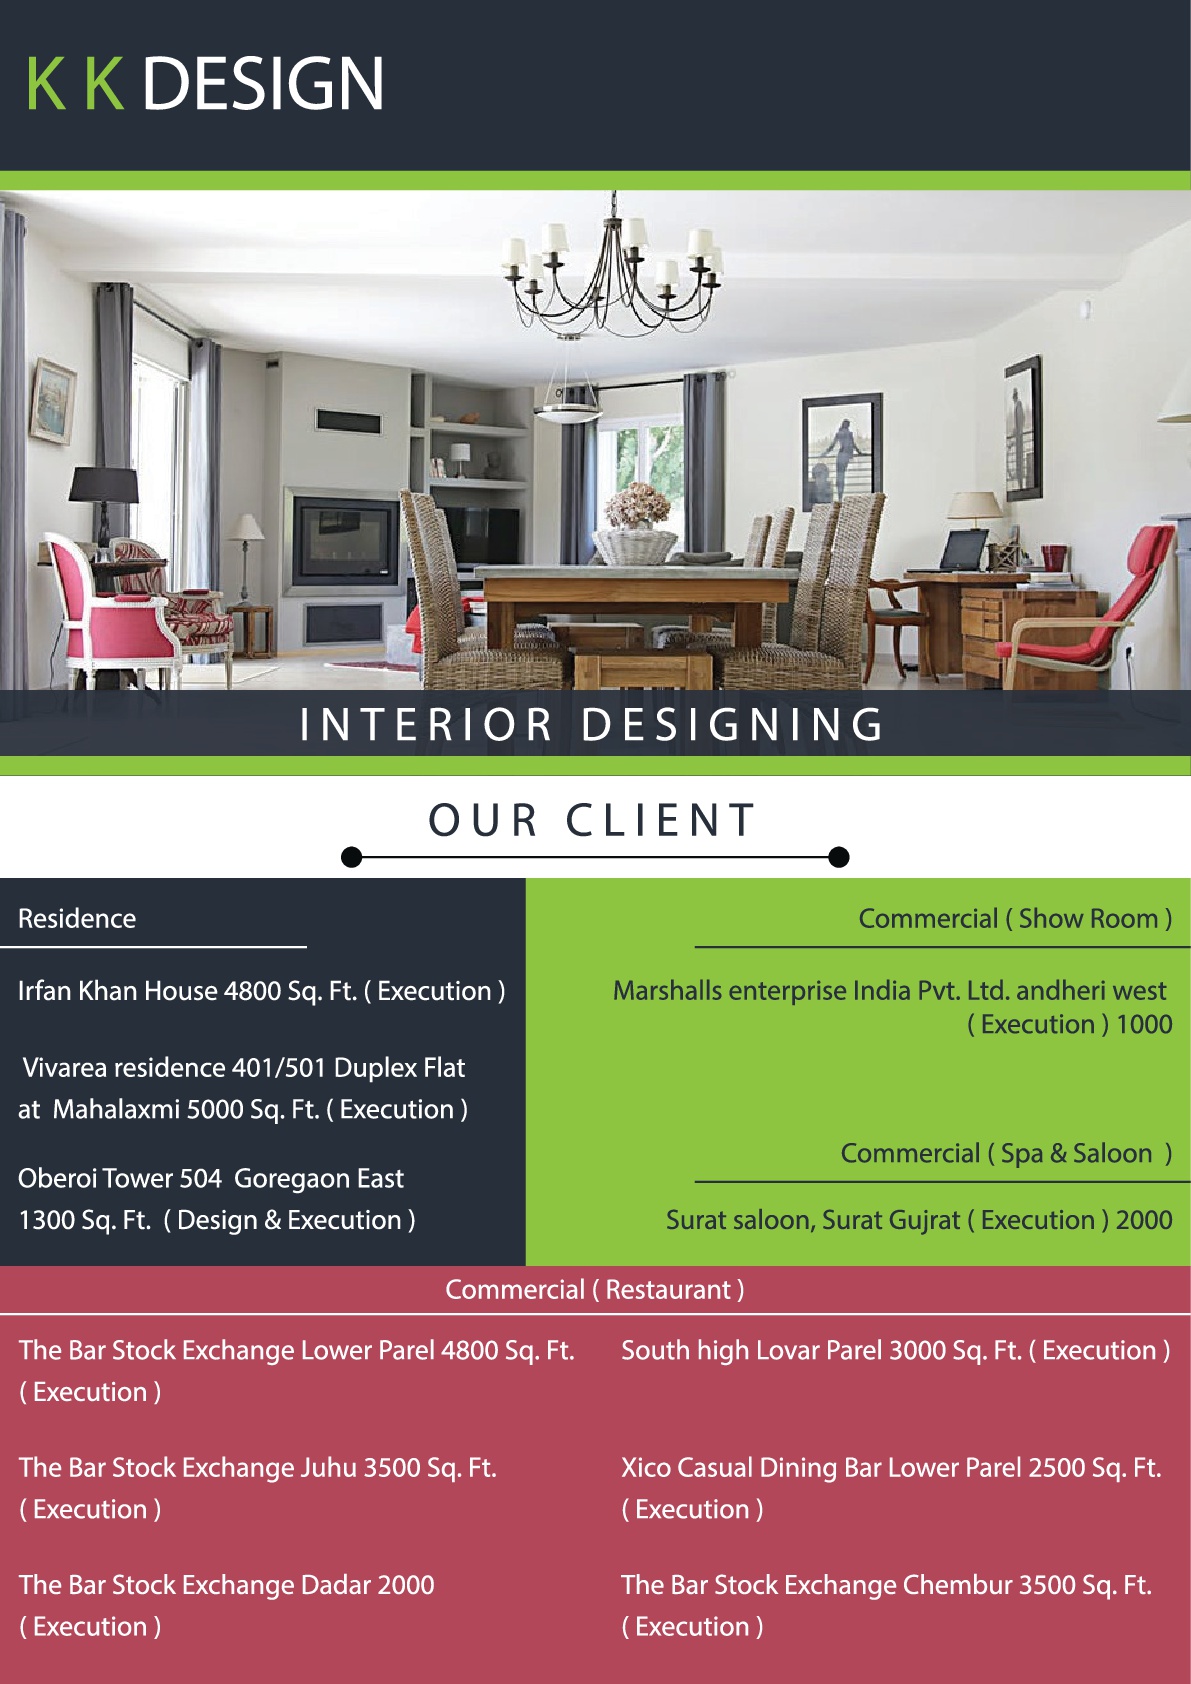 K K DESIGN
INTERIOR DESIGNING
OUR CLIENT
Residence
Irfan Khan House 4800 Sq. Ft. ( Execution )
Vivarea residence 401/501 Duplex Flat
at Mahalaxmi 5000 Sq. Ft. ( Execution )
Oberoi Tower 504 Goregaon East
1300 Sq. Ft. ( Design & Execution )
Commercial ( Show Room )
Marshalls enterprise India Pvt. Ltd. andheri west
( Execution ) 1000
Commercial ( Spa & Saloon )
Surat saloon, Surat Gujrat ( Execution ) 2000
Commercial ( Restaurant )
The Bar Stock Exchange Lower Parel 4800 Sq. Ft.
( Execution )
The Bar Stock Exchange Juhu 3500 Sq. Ft.
( Execution )
The Bar Stock Exchange Dadar 2000
( Execution )
South high Lovar Parel 3000 Sq. Ft. ( Execution )
Xico Casual Dining Bar Lower Parel 2500 Sq. Ft.
( Execution )
The Bar Stock Exchange Chembur 3500 Sq. Ft.
( Execution )